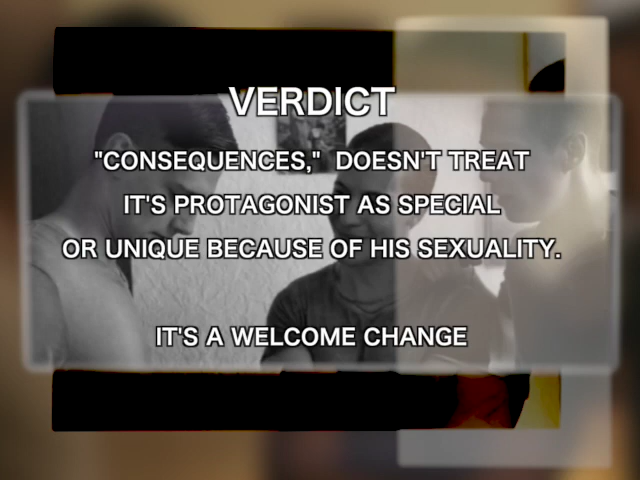 VERDICT
"CONSEQUENCES,"  DOESN'T TREAT
IT'S PROTAGONIST AS SPECIAL
OR UNIQUE BECAUSE OF HIS SEXUALITY.
IT'S A WELCOME CHANGE